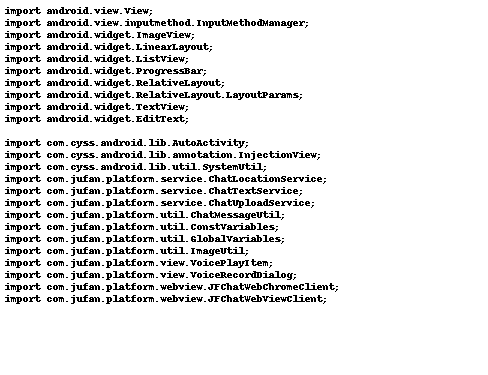 import android.view.View;
import android.view.inputmethod.InputMethodManager;
import android.widget.ImageView;
import android.widget.LinearLayout;
import android.widget.ListView;
import android.widget.ProgressBar;
import android.widget.RelativeLayout;
import android.widget.RelativeLayout.LayoutParams;
import android.widget.TextView;
import android.widget.EditText;

import com.cyss.android.lib.AutoActivity;
import com.cyss.android.lib.annotation.InjectionView;
import com.cyss.android.lib.util.SystemUtil;
import com.jufan.platform.service.ChatLocationService;
import com.jufan.platform.service.ChatTextService;
import com.jufan.platform.service.ChatUploadService;
import com.jufan.platform.util.ChatMessageUtil;
import com.jufan.platform.util.ConstVariables;
import com.jufan.platform.util.GlobalVariables;
import com.jufan.platform.util.ImageUtil;
import com.jufan.platform.view.VoicePlayItem;
import com.jufan.platform.view.VoiceRecordDialog;
import com.jufan.platform.webview.JFChatWebChromeClient;
import com.jufan.platform.webview.JFChatWebViewClient;